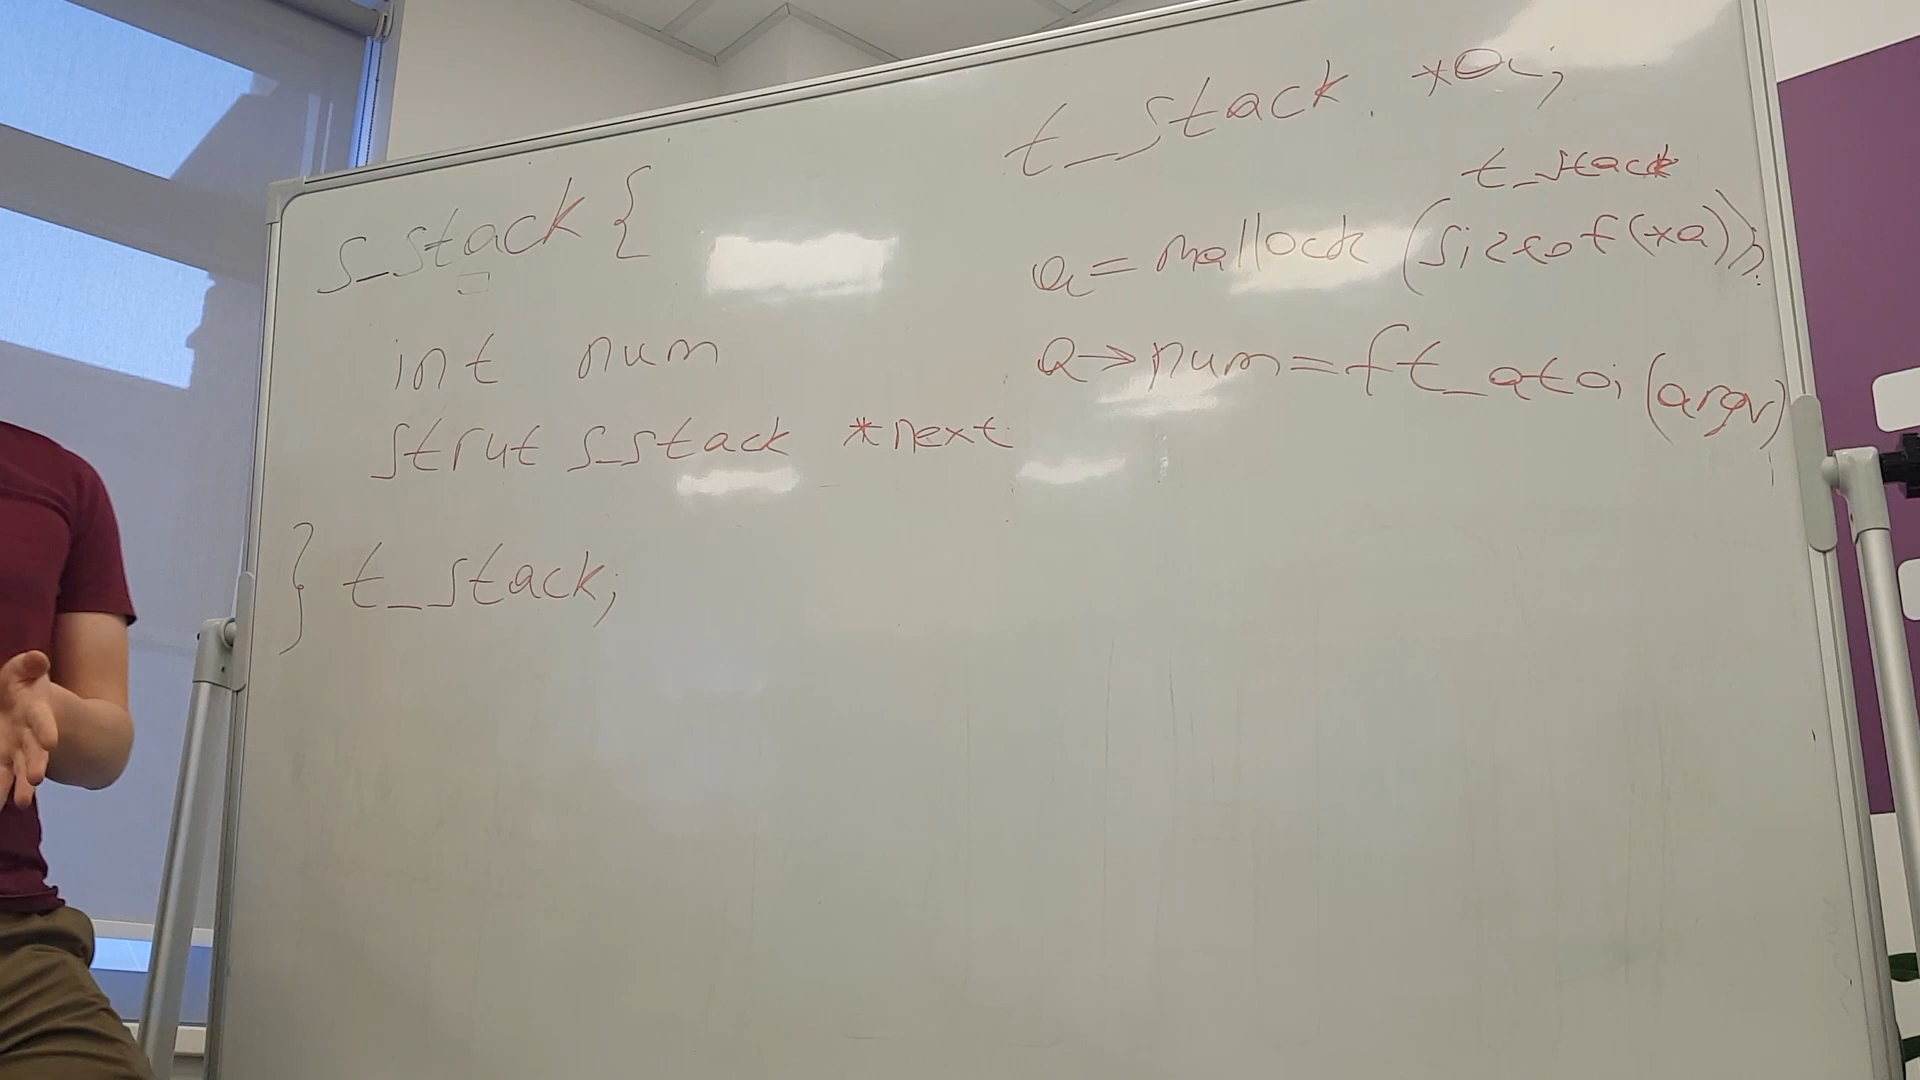 s_stack {
int num
strut s_stack *next
} t_stack;
t_stack *a;
t_stack
a = mallock (sizeof(*a));
a->num = ft_atoi (argv)